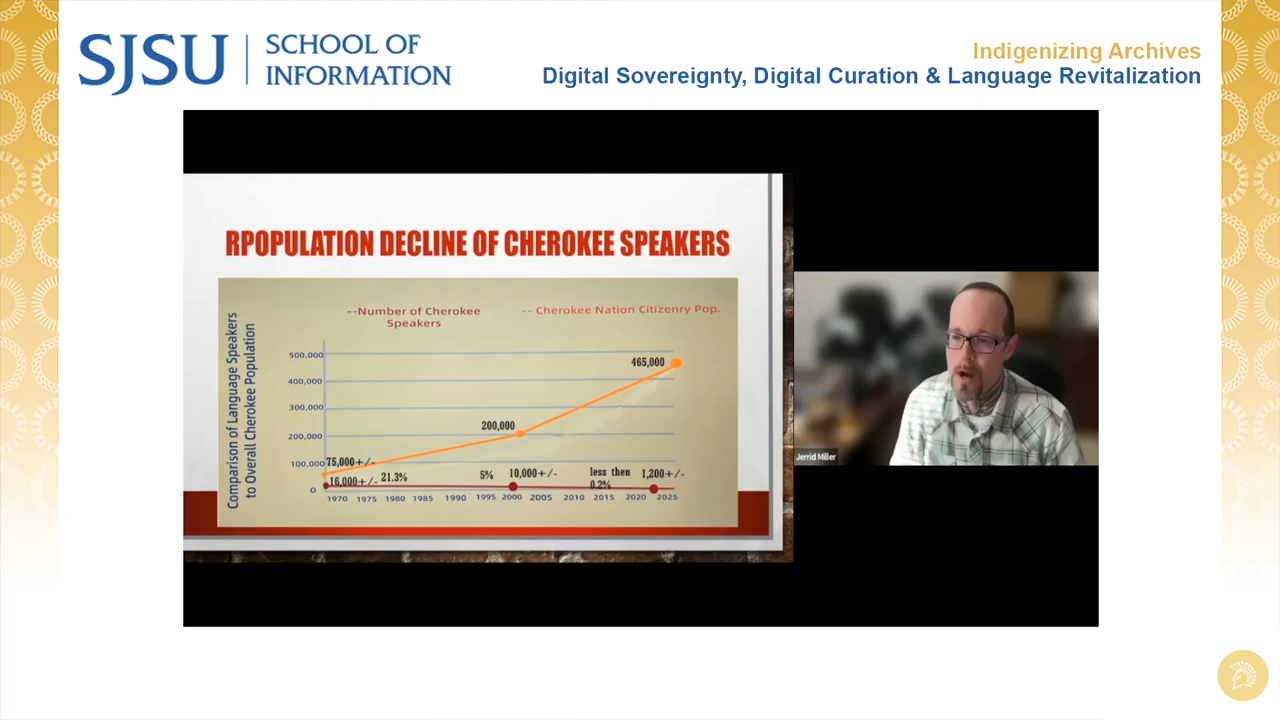 SJSU
SCHOOL OF
INFORMATION
Indigenizing Archives
Digital Sovereignty, Digital Curation & Language Revitalization
RPOPULATION DECLINE OF CHEROKEE SPEAKERS
--Number of Cherokee
Speakers
-- Cherokee Nation Citizenry Pop.
Comparison of Language Speakers
to Overall Cherokee Population
500,000
400,000
300,000
200,000
100,000
0
465,000
200,000
75,000+/-
16,000+/-
21.3%
5%
10,000+/-
less then
0.2%
1,200+/-
1970 1975 1980 1985 1990 1995 2000 2005 2010 2015 2020 2025
Jerrid Miller